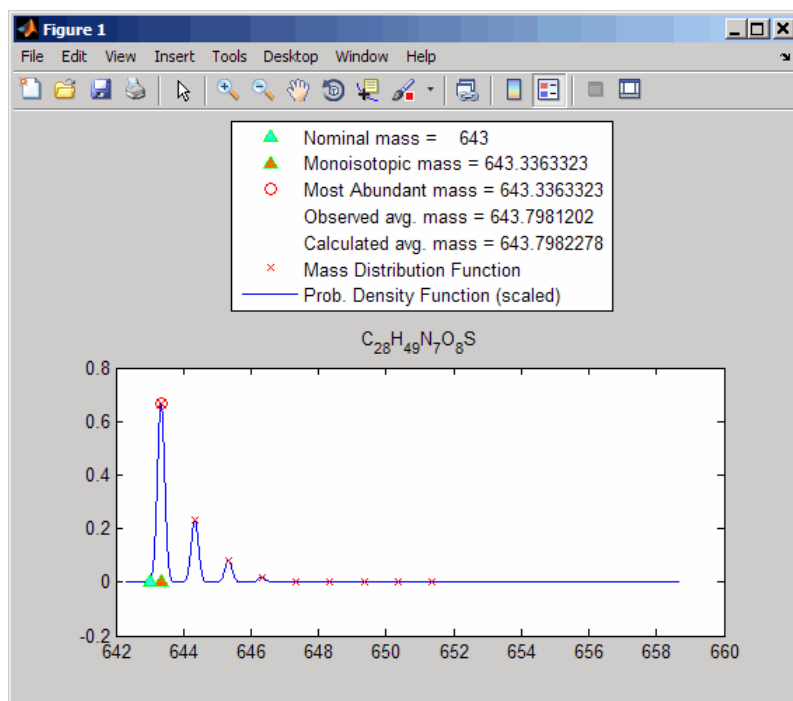 Figure 1
File Edit View Insert Tools Desktop Window Help
Nominal mass = 643
Monoisotopic mass = 643.3363323
Most Abundant mass = 643.3363323
Observed avg. mass = 643.7981202
Calculated avg. mass = 643.7982278
Mass Distribution Function
Prob. Density Function (scaled)
C28H49N7O8S
0.8
0.6
0.4
0.2
0
-0.2
642 644 646 648 650 652 654 656 658 660